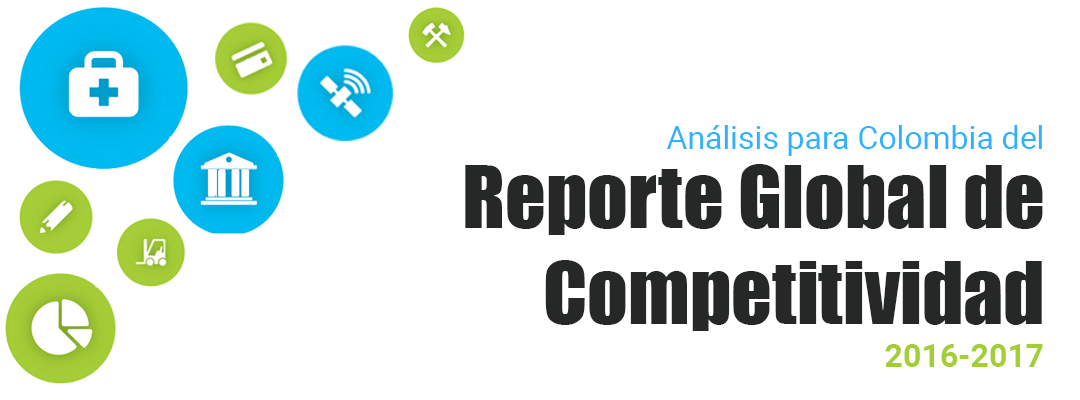 Análisis para Colombia del
Reporte Global de
Competitividad
2016-2017